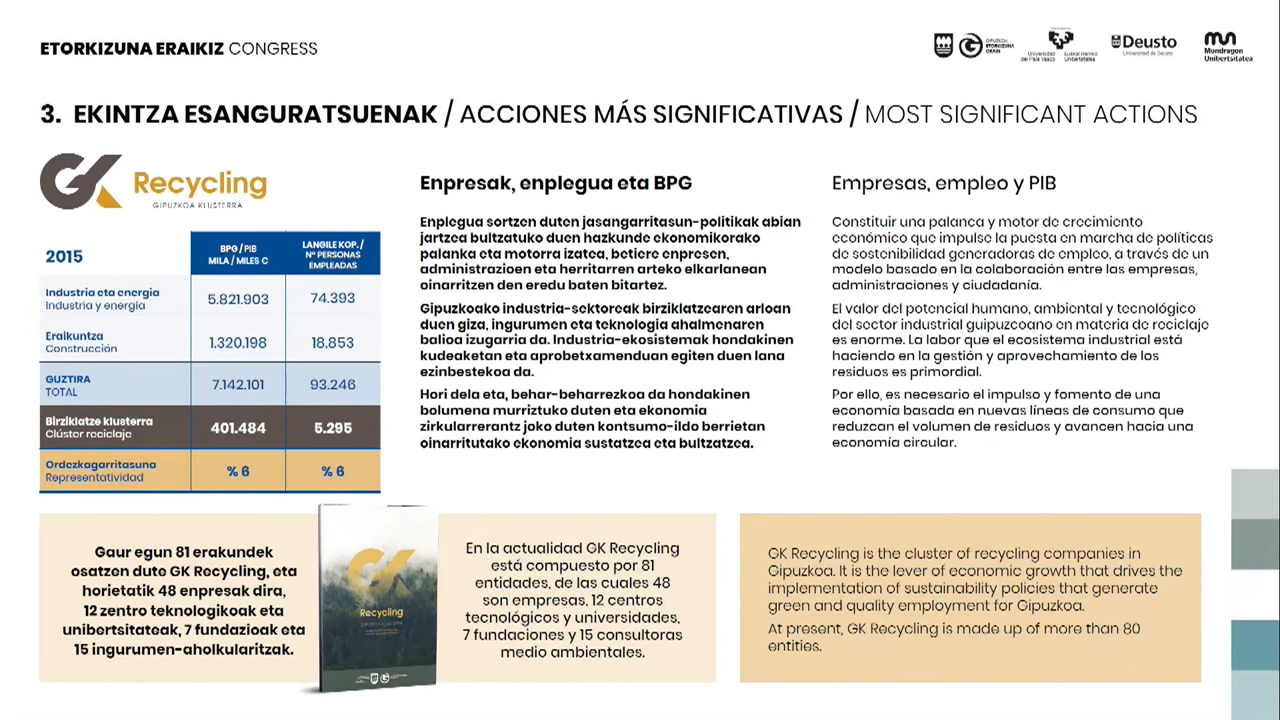 ETORKIZUNA ERAIKIZ CONGRESS
GIPUZKOA
ETORKIZUNA
ORAIN
Universidad
del País Vasco
Euskal Herriko
Unibertsitatea
Deusto
Universidad de Deusto
Mondragon
Unibertsitatea
3. EKINTZA ESANGURATSUENAK / ACCIONES MÁS SIGNIFICATIVAS / MOST SIGNIFICANT ACTIONS
GK Recycling
GIPUZKOA KLUSTERRA
2015
BPG / PIB
MILA / MILES C
LANGILE KOP. /
Nº PERSONAS
EMPLEADAS
Industria eta energia
Industria y energía
5.821.903
74.393
Eraikuntza
Construcción
1.320.198
18.853
GUZTIRA
TOTAL
7.142.101
93.246
Birziklatze klusterra
Clúster reciclaje
401.484
5.295
Ordezkagarritasuna
Representatividad
% 6
% 6
Enpresak, enplegua eta BPG
Enplegua sortzen duten jasangarritasun-politikak abian
jartzea bultzatuko duen hazkunde ekonomikorako
palanka eta motorra izatea, betiere enpresen,
administrazioen eta herritarren arteko elkarlanean
oinarritzen den eredu baten bitartez.
Gipuzkoako industria-sektoreak birziklatzearen arloan
duen giza, ingurumen eta teknologia ahalmenaren
balioa izugarria da. Industria-ekosistemak hondakinen
kudeaketan eta aprobetxamenduan egiten duen lana
ezinbestekoa da.
Hori dela eta, behar-beharrezkoa da hondakinen
bolumena murriztuko duten eta ekonomia
zirkularrerantz joko duten kontsumo-ildo berrietan
oinarritutako ekonomia sustatzea eta bultzatzea.
Empresas, empleo y PIB
Constituir una palanca y motor de crecimiento
económico que impulse la puesta en marcha de políticas
de sostenibilidad generadoras de empleo, a través de un
modelo basado en la colaboración entre las empresas,
administraciones y ciudadanía.
El valor del potencial humano, ambiental y tecnológico
del sector industrial guipuzcoano en materia de reciclaje
es enorme. La labor que el ecosistema industrial está
haciendo en la gestión y aprovechamiento de los
residuos es primordial.
Por ello, es necesario el impulso y fomento de una
economía basada en nuevas líneas de consumo que
reduzcan el volumen de residuos y avancen hacia una
economía circular.
Gaur egun 81 erakundek
osatzen dute GK Recycling, eta
horietatik 48 enpresak dira,
12 zentro teknologikoak eta
unibertsitateak, 7 fundazioak eta
15 ingurumen-aholkularitzak.
GK
Recycling
En la actualidad GK Recycling
está compuesto por 81
entidades, de las cuales 48
son empresas, 12 centros
tecnológicos y universidades,
7 fundaciones y 15 consultoras
medio ambientales.
GK Recycling is the cluster of recycling companies in
Gipuzkoa. It is the lever of economic growth that drives the
implementation of sustainability policies that generate
green and quality employment for Gipuzkoa.
At present, GK Recycling is made up of more than 80
entities.